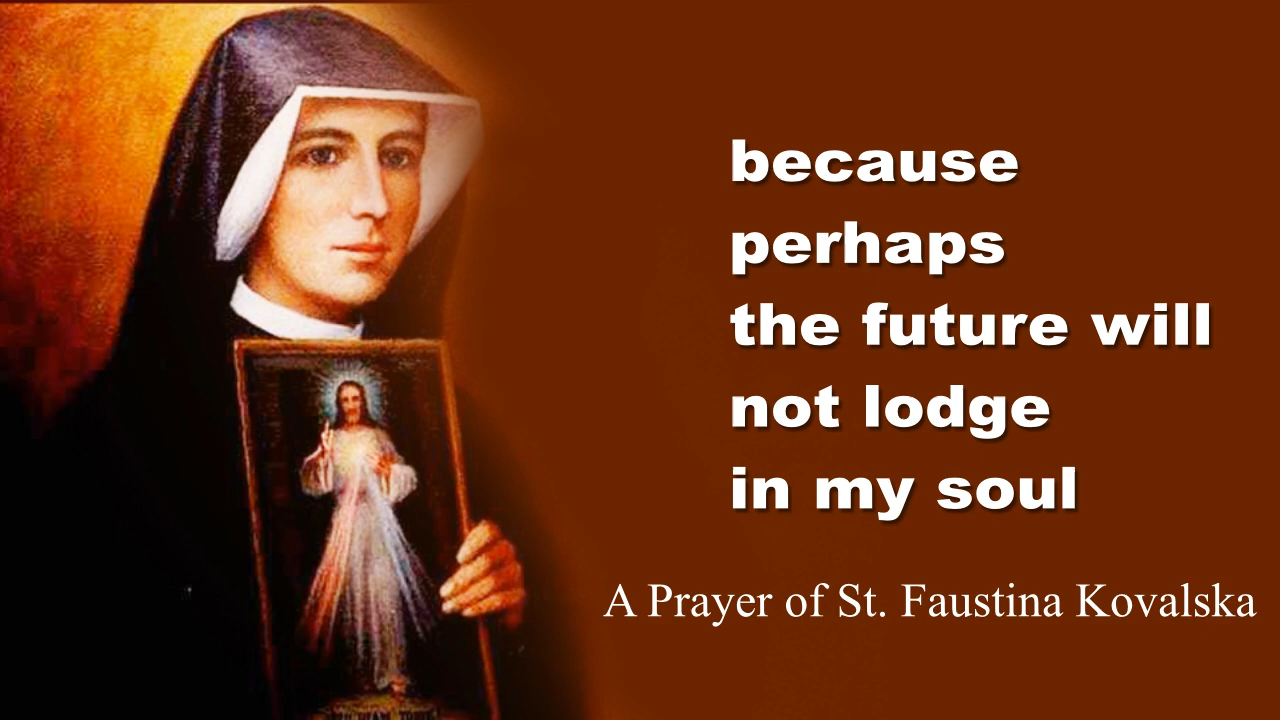 because
perhaps
the future will
not lodge
in my soul
A Prayer of St. Faustina Kovalska